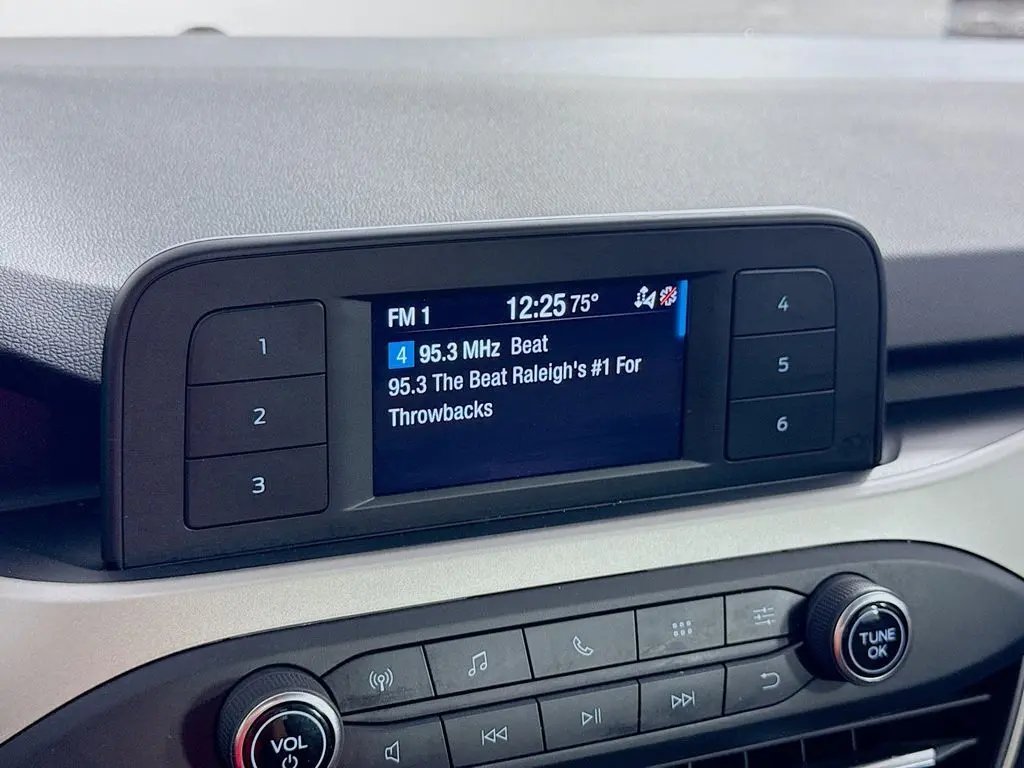 FM 1 12:25 75°
4 95.3 MHz Beat
95.3 The Beat Raleigh's #1 For
Throwbacks
1
2
3
4
5
6
TUNE
OK
VOL